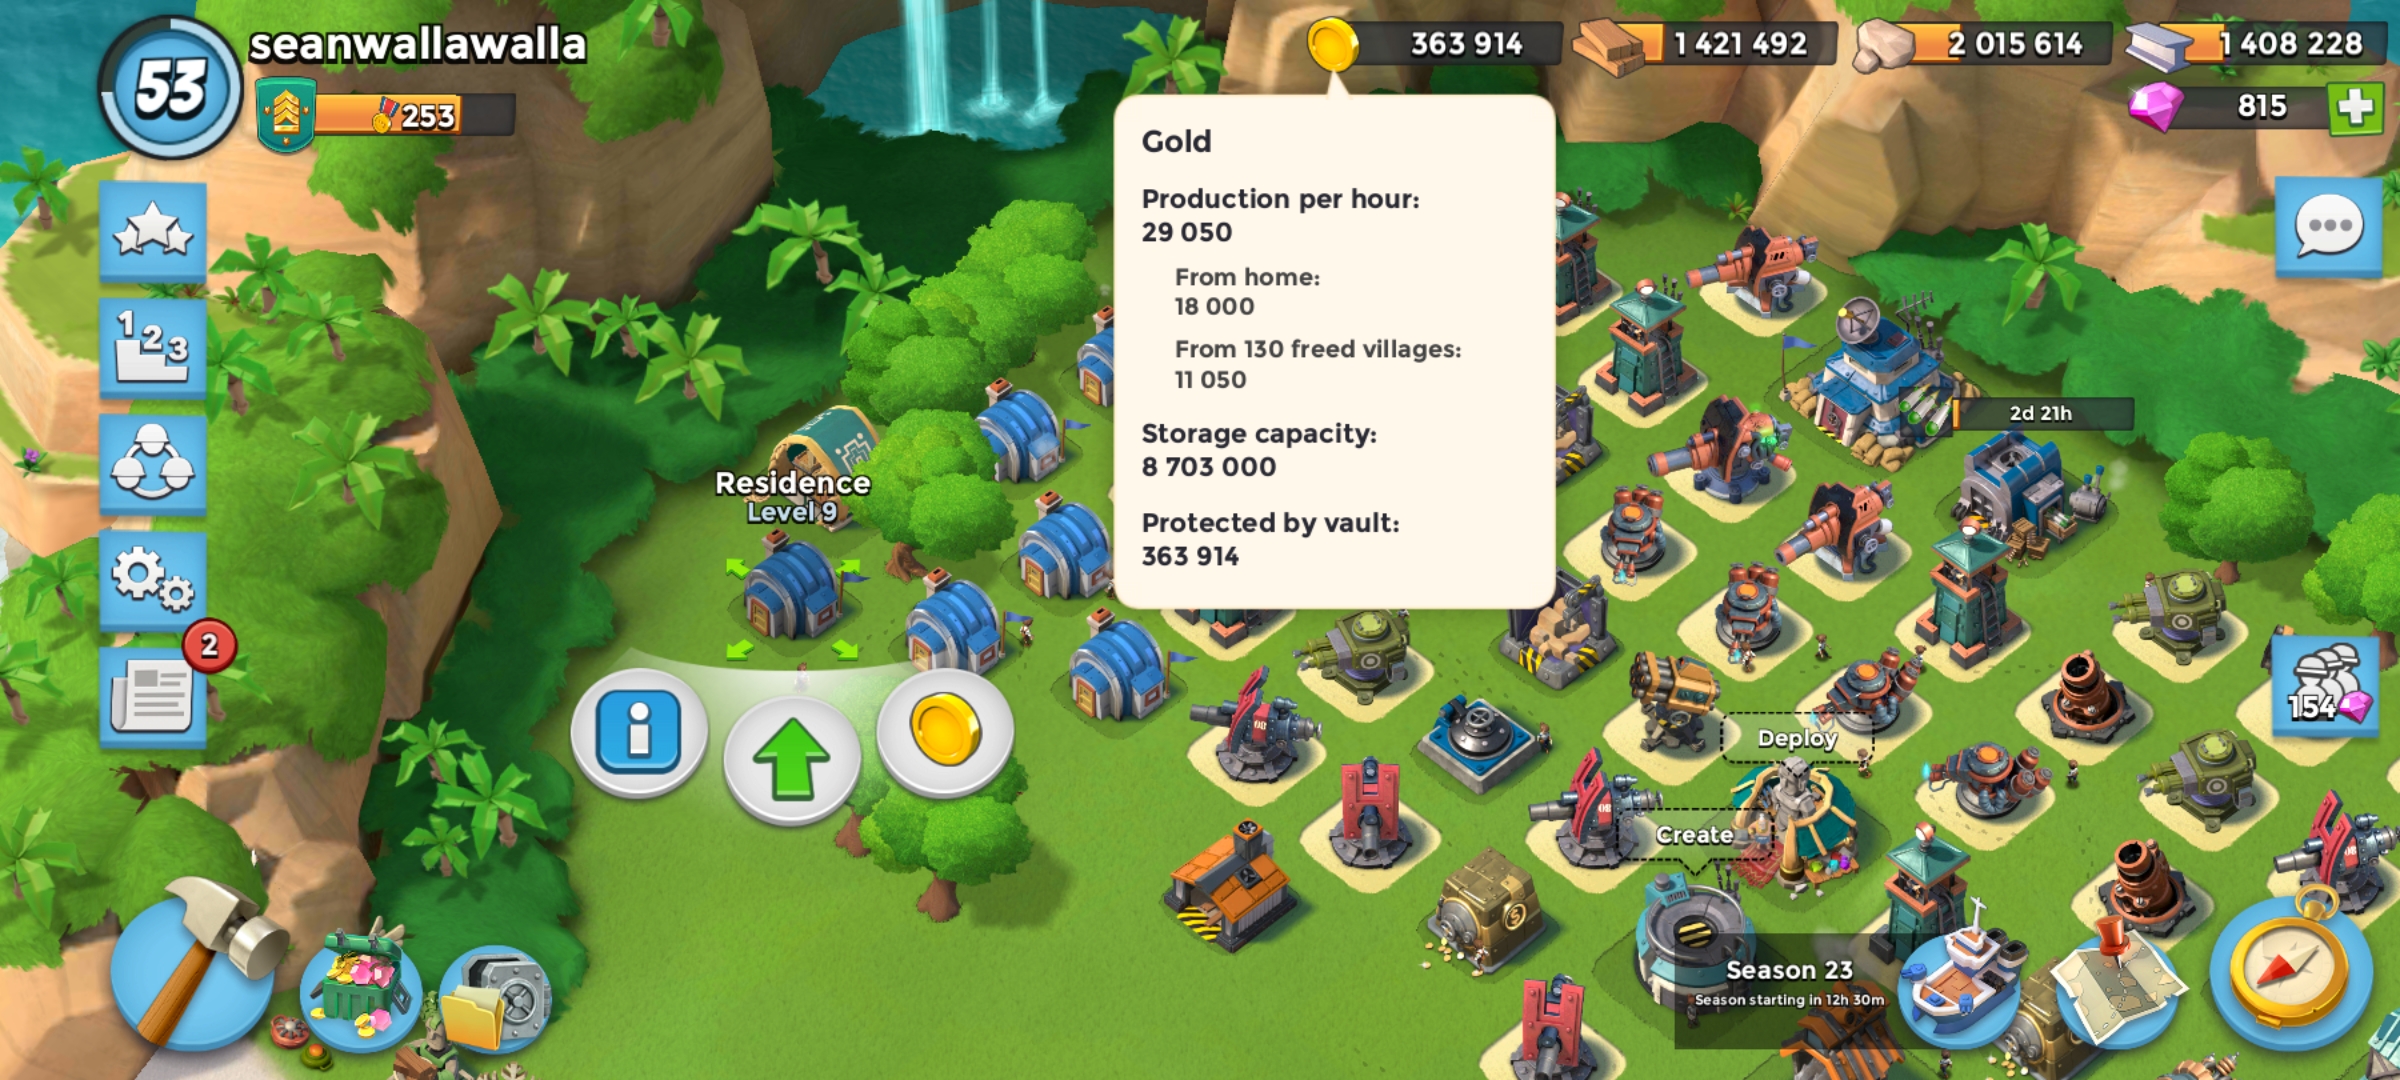 53
seanwallawalla
253
363 914
1 421 492
2 015 614
1 408 228
815
Gold
Production per hour:
29 050
From home:
18 000
From 130 freed villages:
11 050
Storage capacity:
8 703 000
Protected by vault:
363 914
1 2 3
2
Residence
Level 9
2d 21h
154
Deploy
Create
Season 23
Season starting in 12h 30m